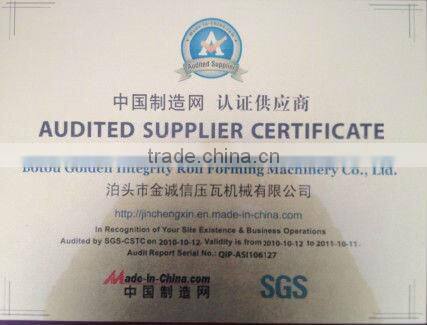 Made-in-China.com
Audited Supplier
中国制造网 认证供应商
AUDITED SUPPLIER CERTIFICATE
www.trade.china.cn
Botou Golden Integrity Roll Forming Machinery Co., Ltd.
泊头市金诚信压瓦机械有限公司
http://jinchengxin.en.made-in-china.com
In Recognition of Your Site Existence & Business Operations
Audited by SGS-CSTC on 2010-10-12. Validity is from 2010-10-12 to 2011-10-11.
Audit Report Serial No.: QIP-ASI106127
Made-in-China.com
中国制造网
SGS